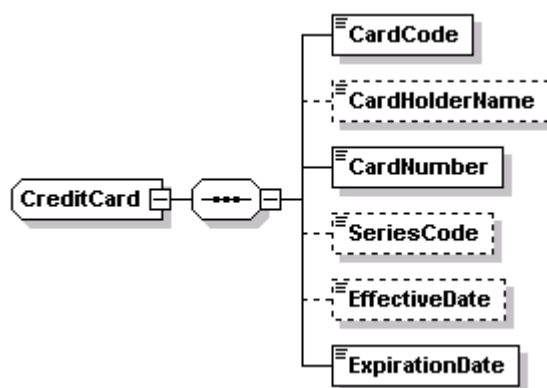 CardCode
CardHolderName
CreditCard
CardNumber
SeriesCode
EffectiveDate
ExpirationDate